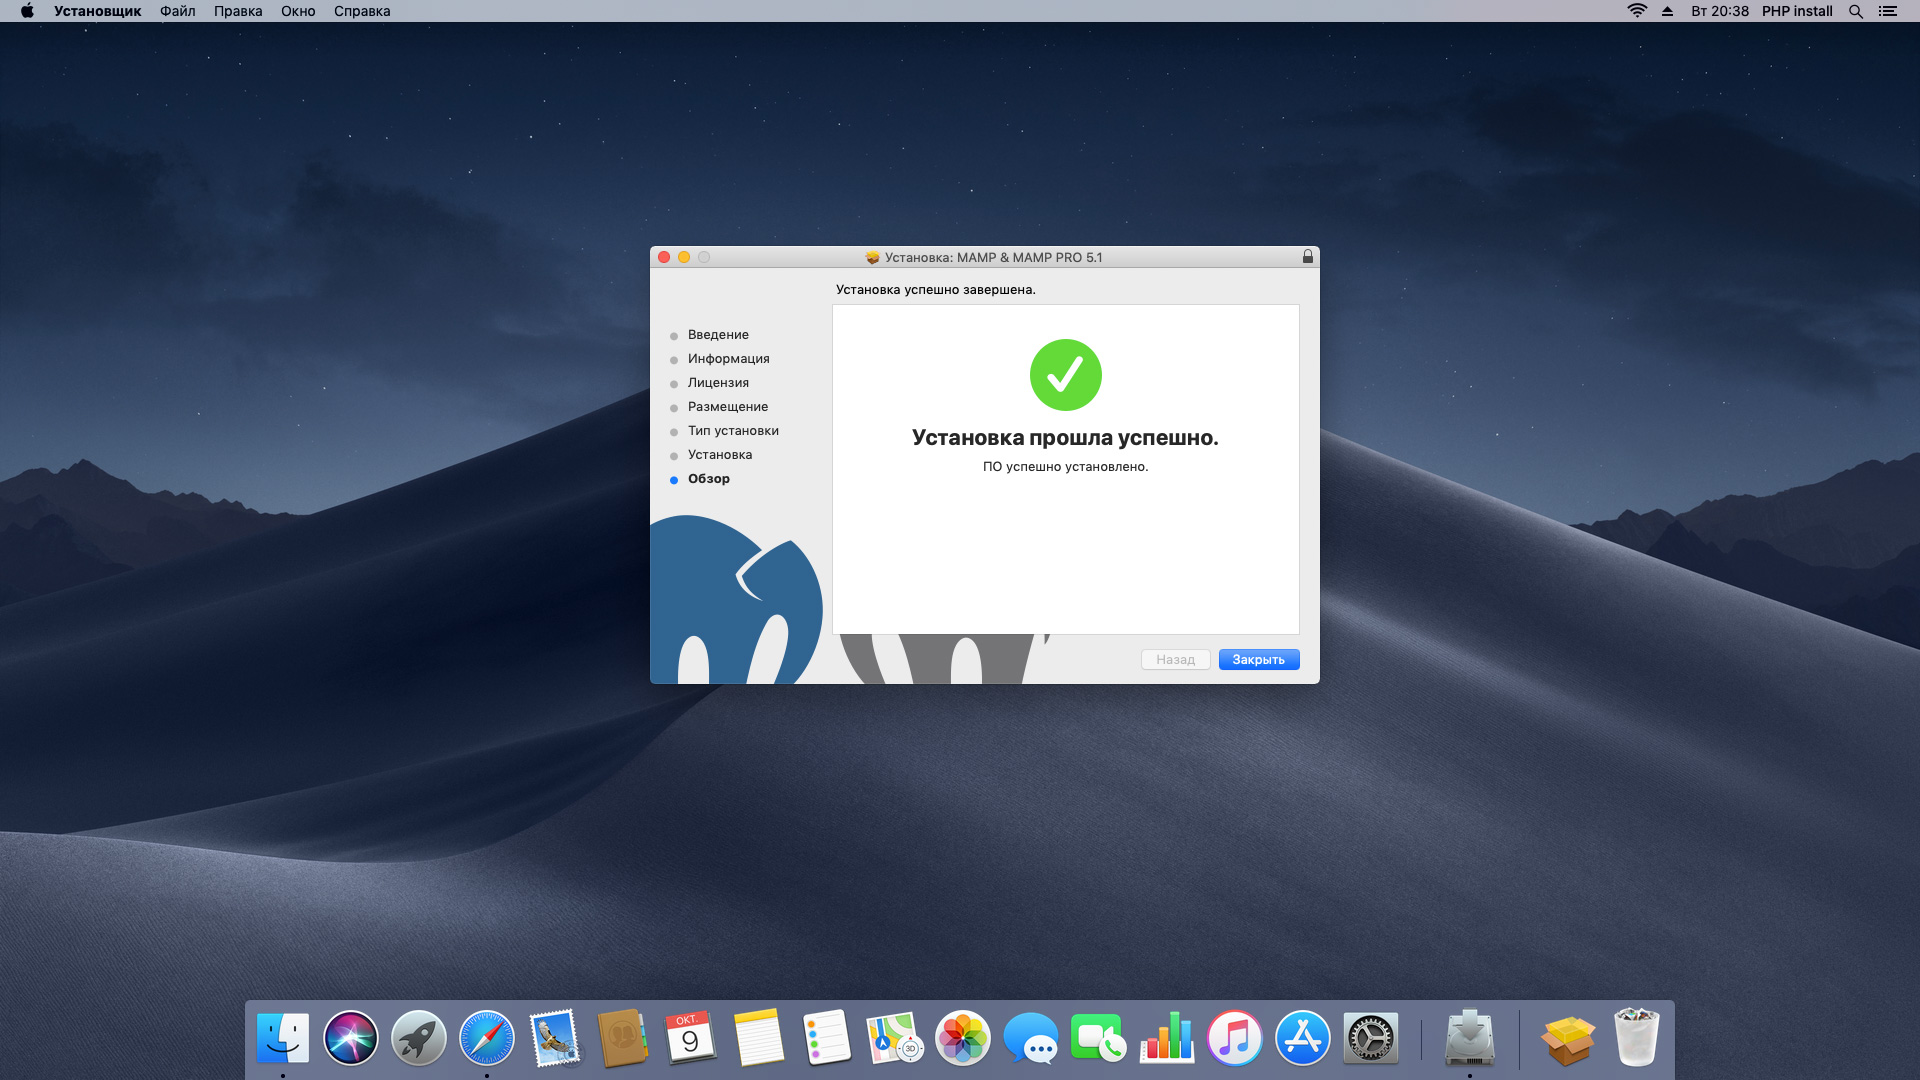 Установщик Файл Правка Окно Справка Вт 20:38 PHP install
Установка: MAMP & MAMP PRO 5.1
Установка успешно завершена.
Введение
Информация
Лицензия
Размещение
Тип установки
Установка
Обзор
Установка прошла успешно.
ПО успешно установлено.
Назад Закрыть
ОКТ.
9
3D